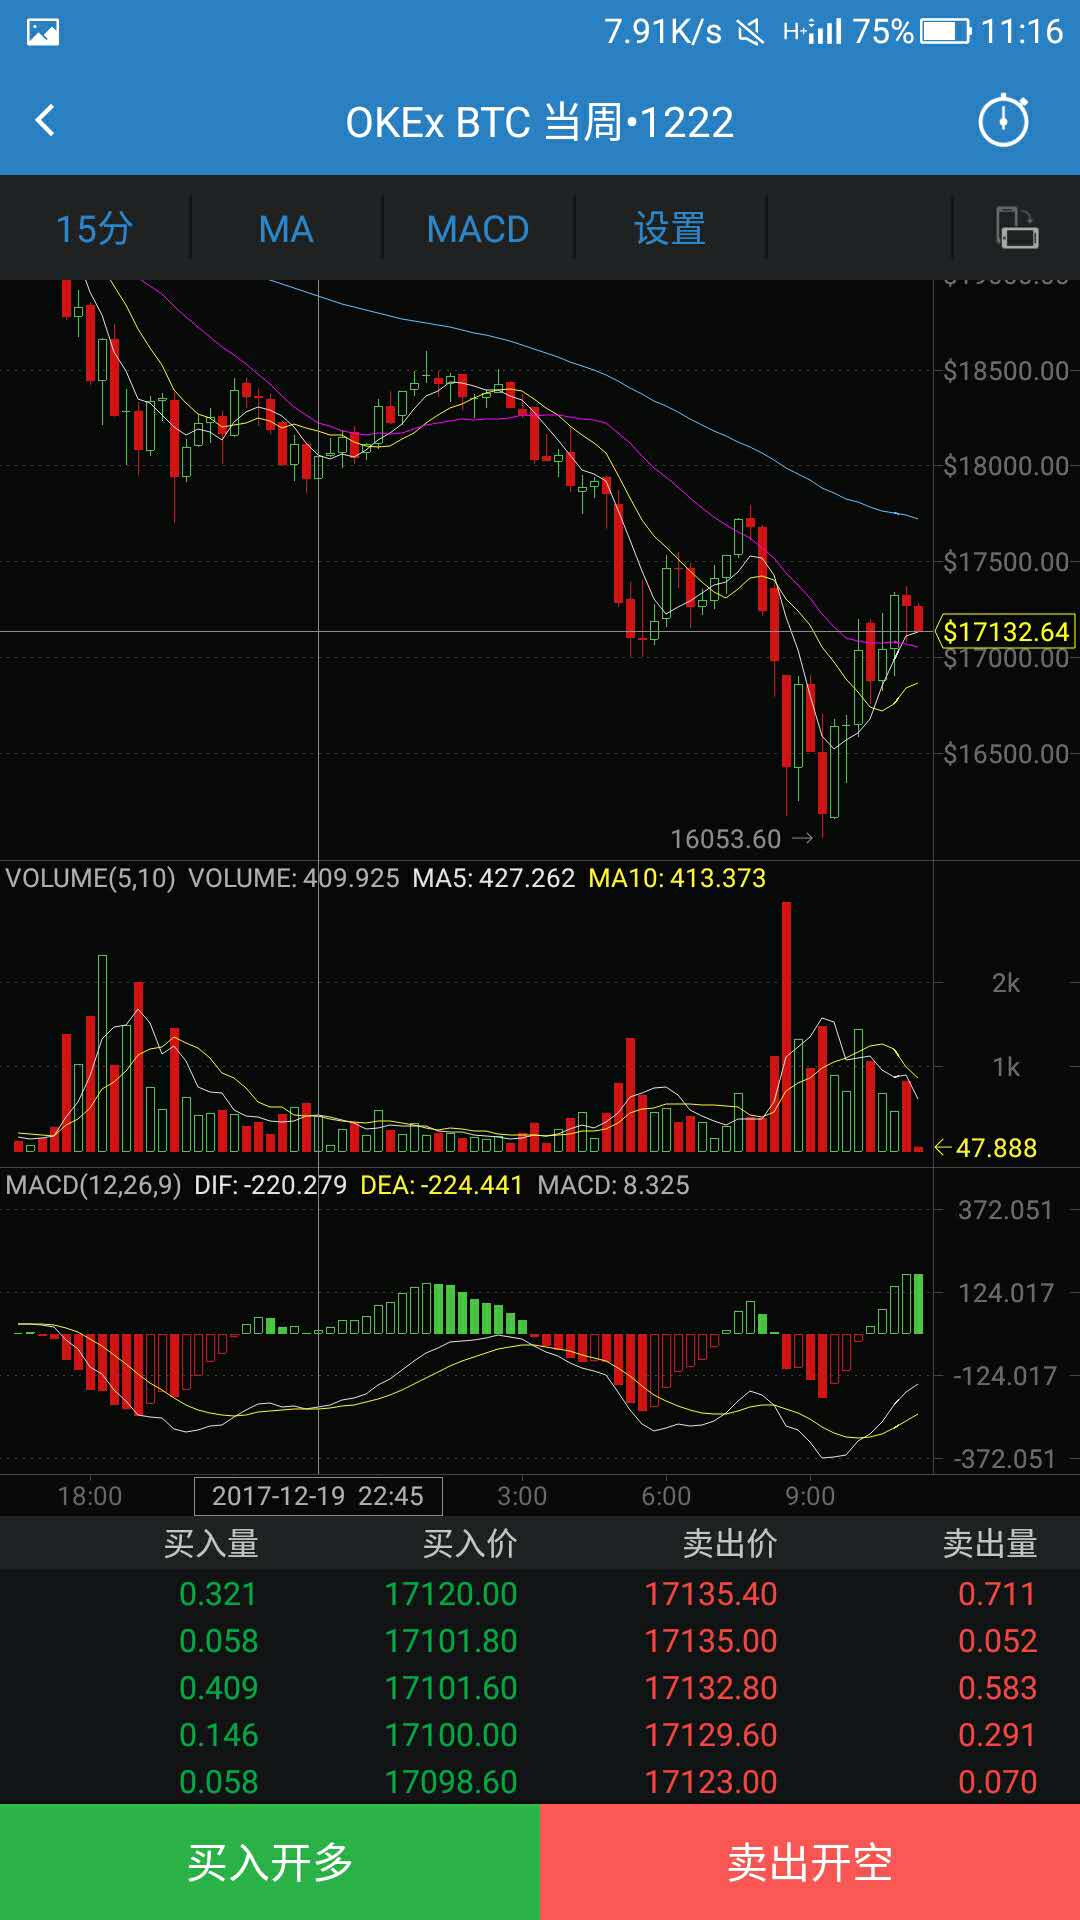 7.91K/s H+ 75% 11:16
OKEx BTC 当周•1222
15分 MA MACD 设置
$18500.00
$18000.00
$17500.00
$17132.64
$17000.00
$16500.00
16053.60
VOLUME(5,10) VOLUME: 409.925 MA5: 427.262 MA10: 413.373
2k
1k
47.888
MACD(12,26,9) DIF: -220.279 DEA: -224.441 MACD: 8.325
372.051
124.017
-124.017
-372.051
18:00 2017-12-19 22:45 3:00 6:00 9:00
买入量 买入价 卖出价 卖出量
0.321 17120.00 17135.40 0.711
0.058 17101.80 17135.00 0.052
0.409 17101.60 17132.80 0.583
0.146 17100.00 17129.60 0.291
0.058 17098.60 17123.00 0.070
买入开多 卖出开空